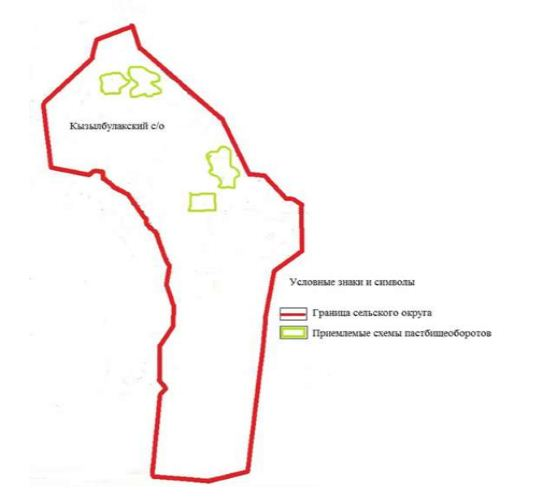 Кызылбулакский с/о
Условные знаки и символы
Граница сельского округа
Приемлемые схемы пастбищеоборотов